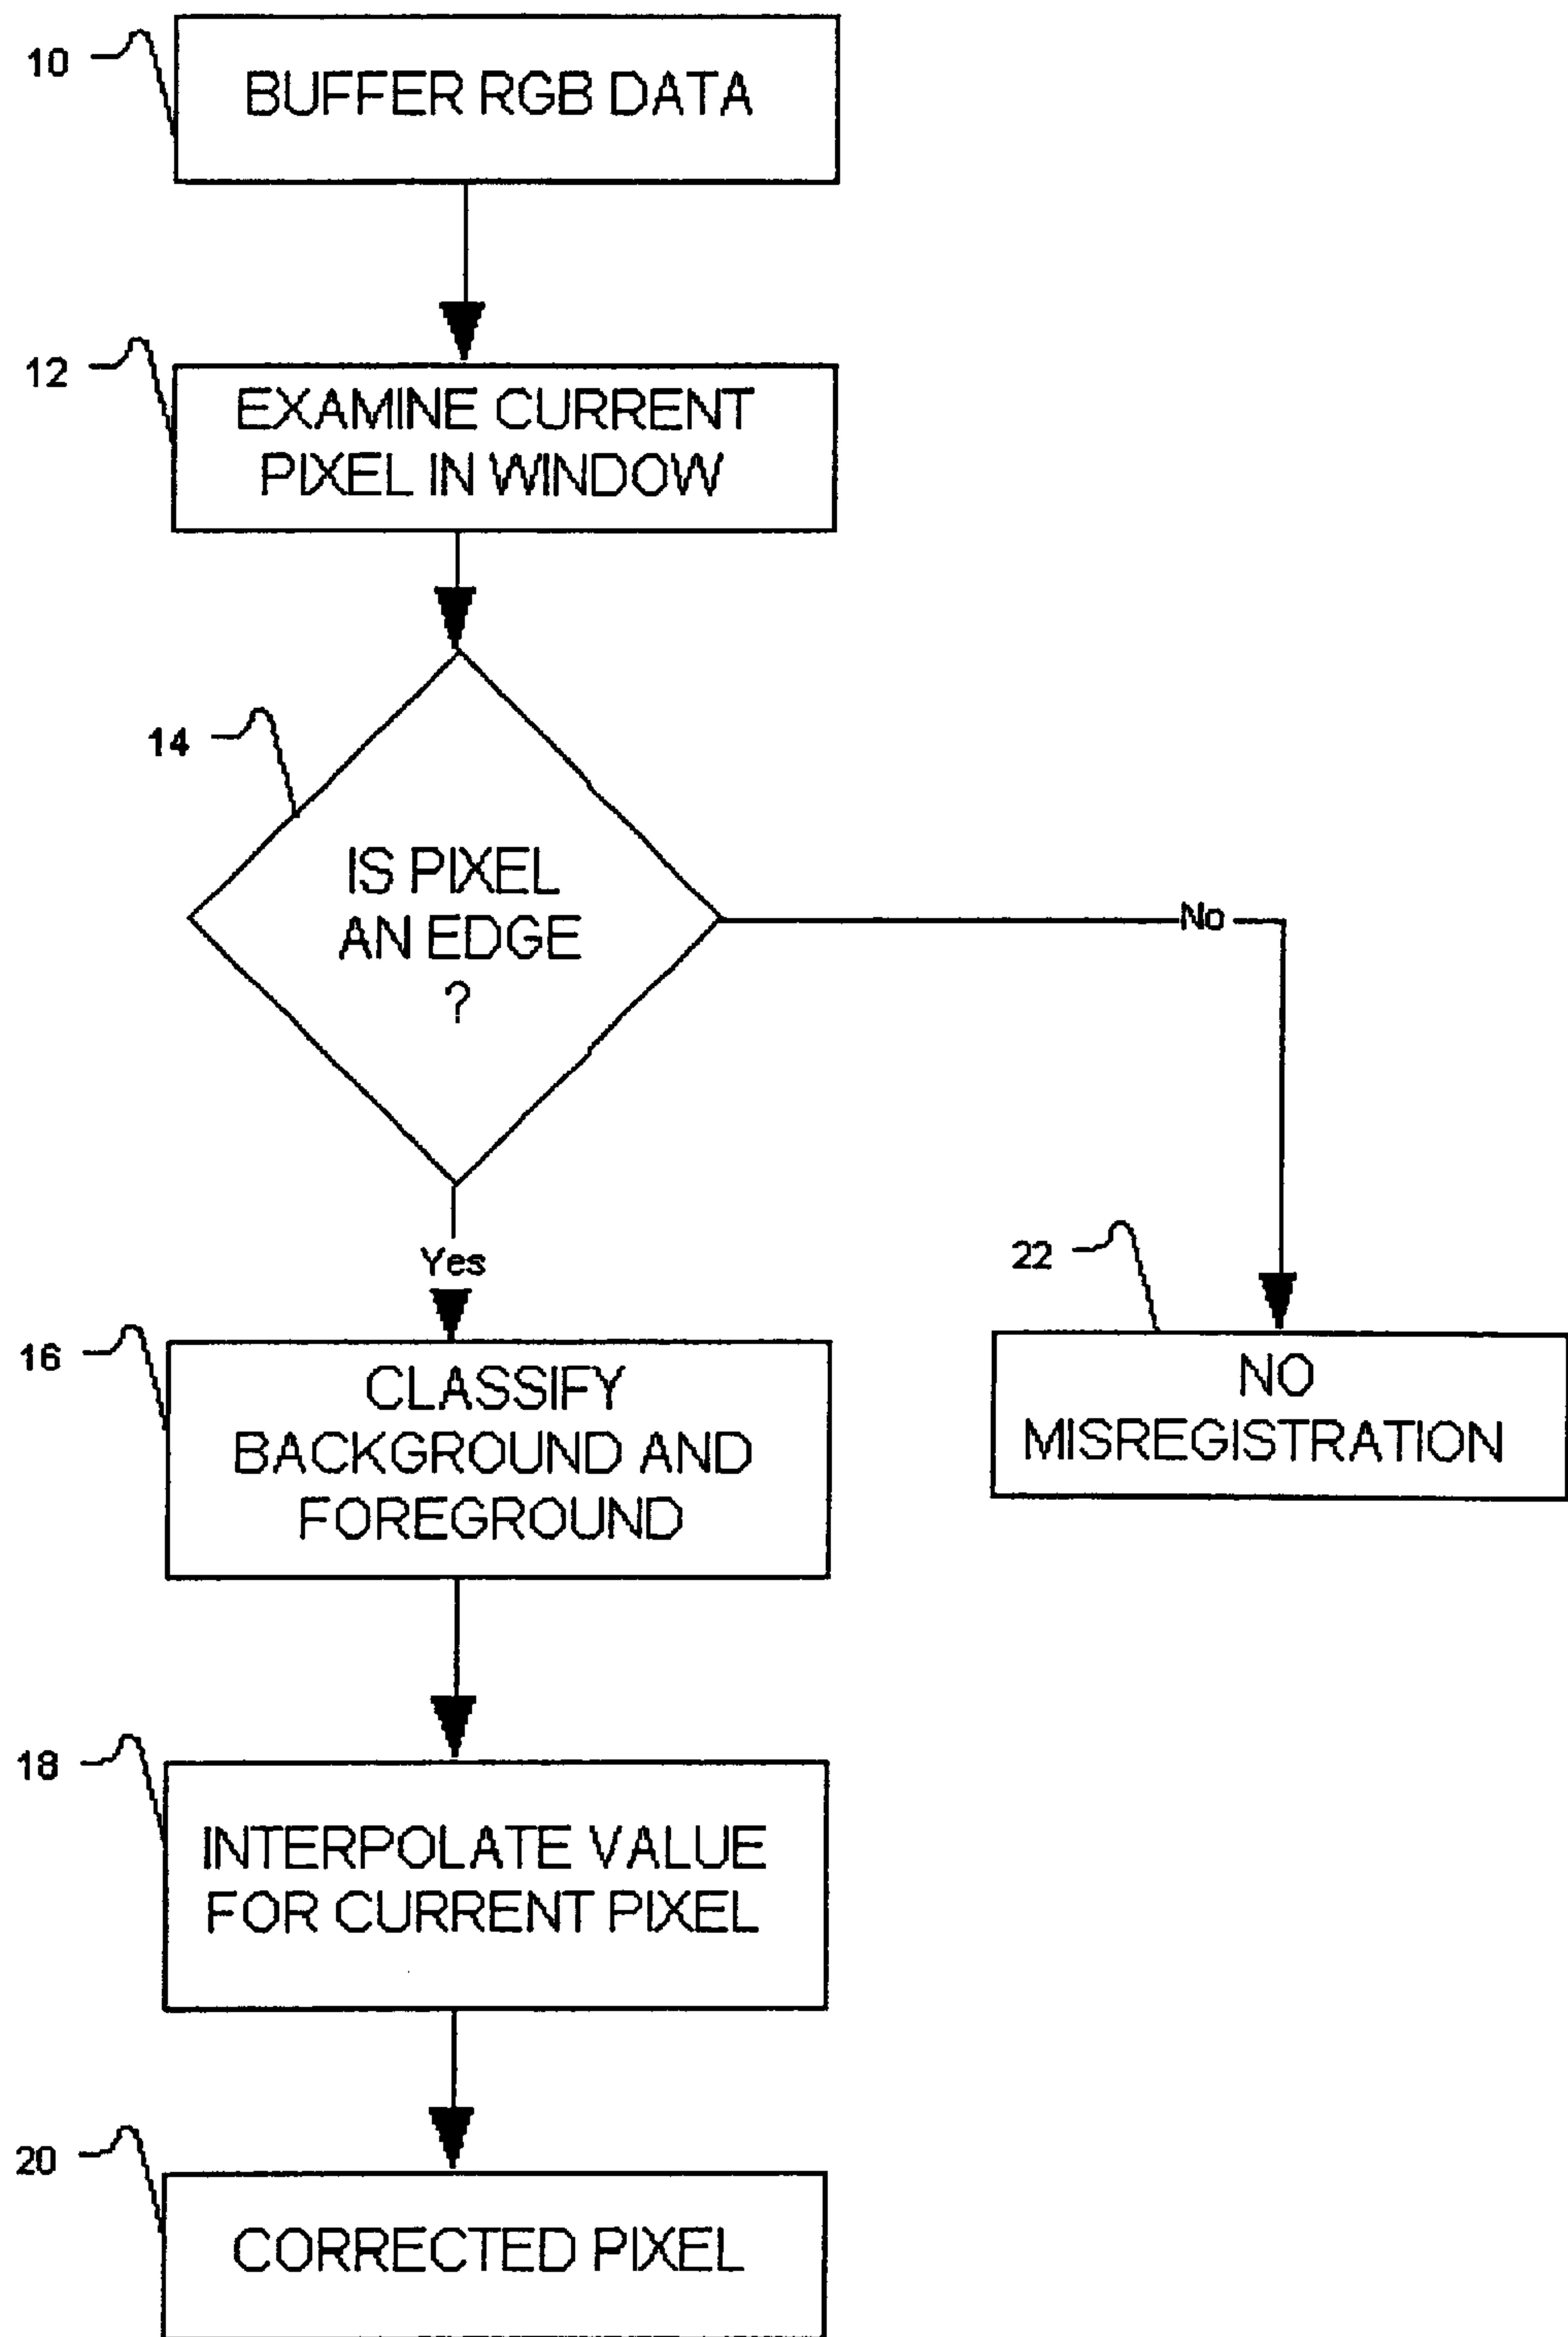 10
BUFFER RGB DATA
12
EXAMINE CURRENT
PIXEL IN WINDOW
14
IS PIXEL
AN EDGE
?
No
Yes
22
NO
MISREGISTRATION
16
CLASSIFY
BACKGROUND AND
FOREGROUND
18
INTERPOLATE VALUE
FOR CURRENT PIXEL
20
CORRECTED PIXEL